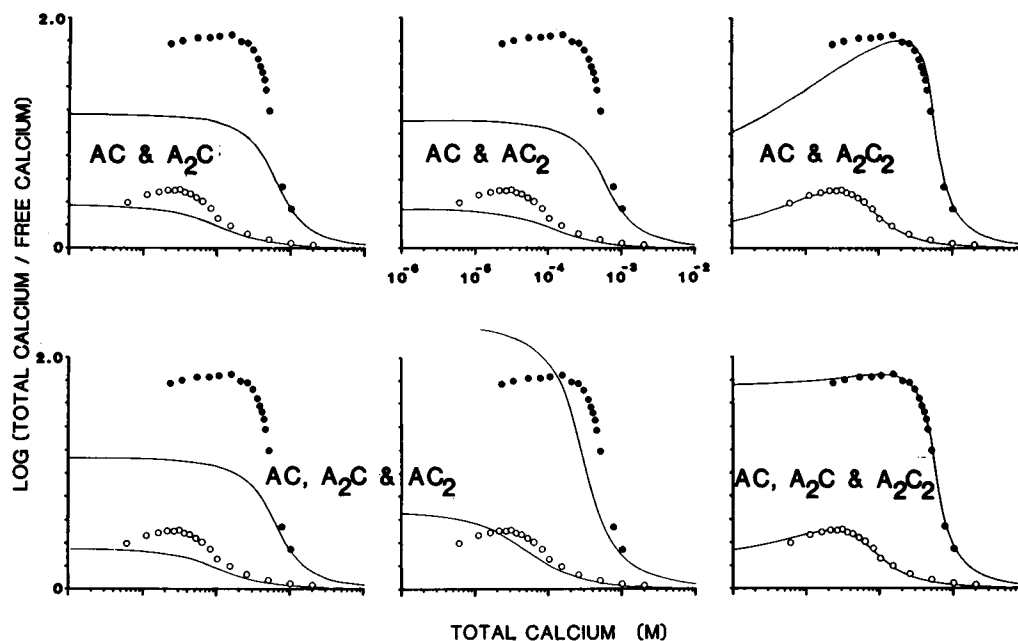 LOG (TOTAL CALCIUM / FREE CALCIUM)
2.0
0
AC & A₂C
AC & AC₂
AC & A₂C₂
10⁻⁶ 10⁻⁵ 10⁻⁴ 10⁻³ 10⁻²
2.0
0
AC, A₂C & AC₂
AC, A₂C & A₂C₂
TOTAL CALCIUM (M)